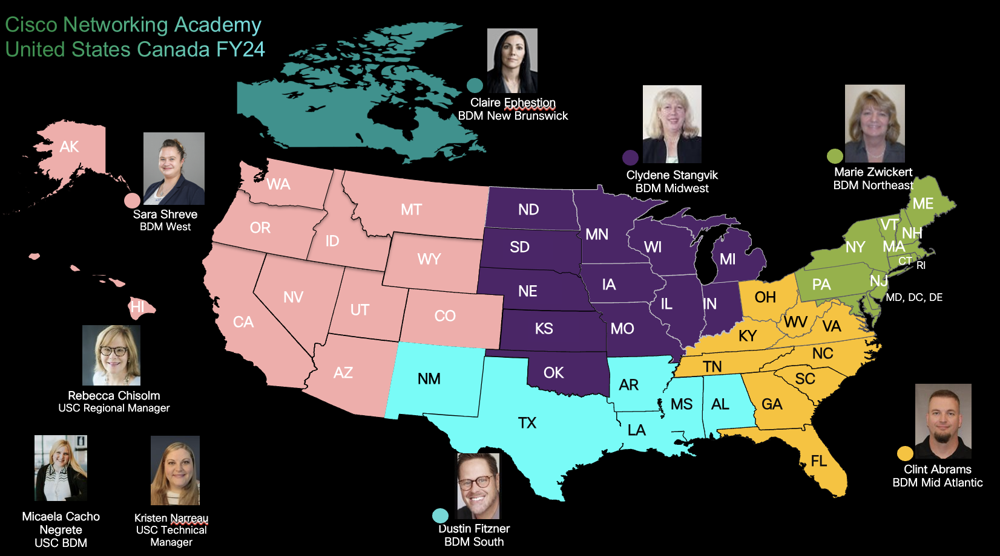 Cisco Networking Academy
United States Canada FY24
Claire Ephestion
BDM New Brunswick
Clydene Stangvik
BDM Midwest
Marie Zwickert
BDM Northeast
Sara Shreve
BDM West
Rebecca Chisolm
USC Regional Manager
Micaela Cacho
Negrete
USC BDM
Kristen Narreau
USC Technical
Manager
Dustin Fitzner
BDM South
Clint Abrams
BDM Mid Atlantic
AK
HI
WA
OR
ID
MT
WY
CA
NV
UT
CO
AZ
ND
SD
NE
KS
OK
MN
IA
MO
WI
IL
IN
MI
NM
TX
AR
LA
MS
AL
OH
KY
WV
VA
TN
NC
SC
GA
FL
ME
VT
NH
NY
MA
CT
RI
PA
NJ
MD, DC, DE